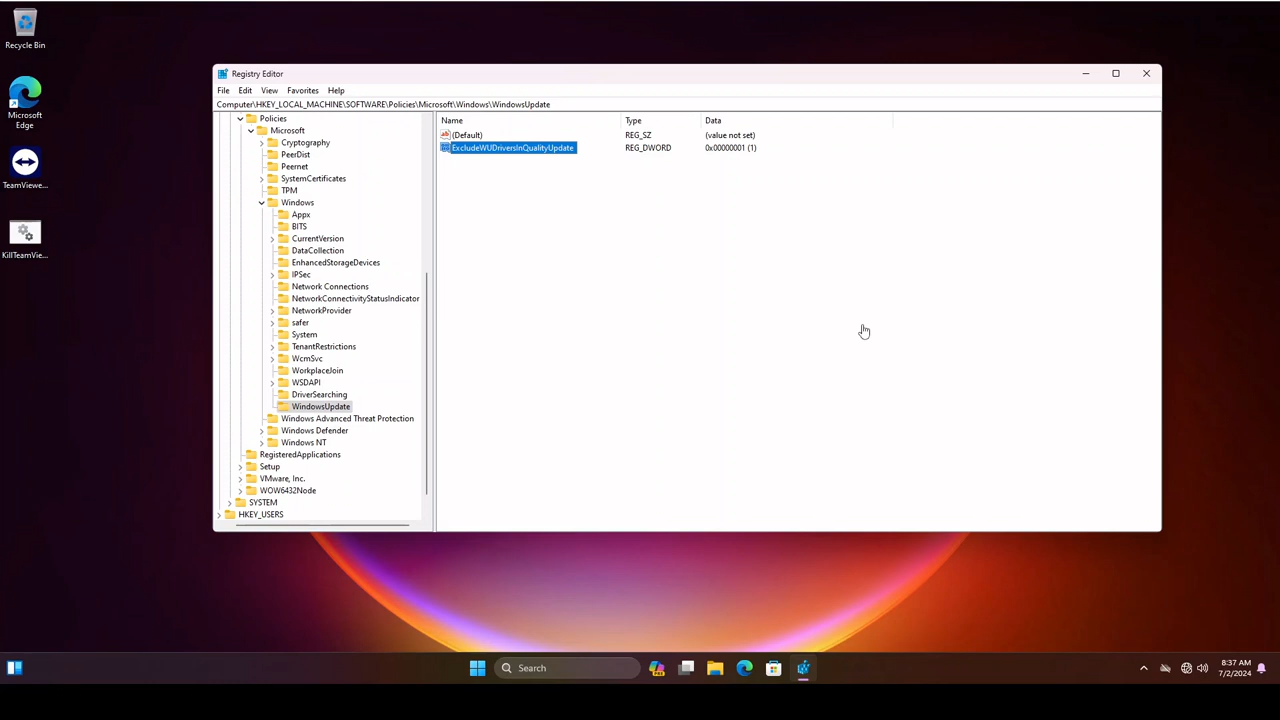 Recycle Bin
Microsoft
Edge
TeamViewe...
KillTeamVie...
Registry Editor
File Edit View Favorites Help
Computer\HKEY_LOCAL_MACHINE\SOFTWARE\Policies\Microsoft\Windows\WindowsUpdate
Name Type Data
(Default) REG_SZ (value not set)
ExcludeWUDriversInQualityUpdate REG_DWORD 0x00000001 (1)
Policies
Microsoft
Cryptography
PeerDist
Peernet
SystemCertificates
TPM
Windows
Appx
BITS
CurrentVersion
DataCollection
EnhancedStorageDevices
IPSec
Network Connections
NetworkConnectivityStatusIndicator
NetworkProvider
safer
System
TenantRestrictions
WcmSvc
WorkplaceJoin
WSDAPI
DriverSearching
WindowsUpdate
Windows Advanced Threat Protection
Windows Defender
Windows NT
RegisteredApplications
Setup
VMware, Inc.
WOW6432Node
SYSTEM
HKEY_USERS
Search
8:37 AM
7/2/2024